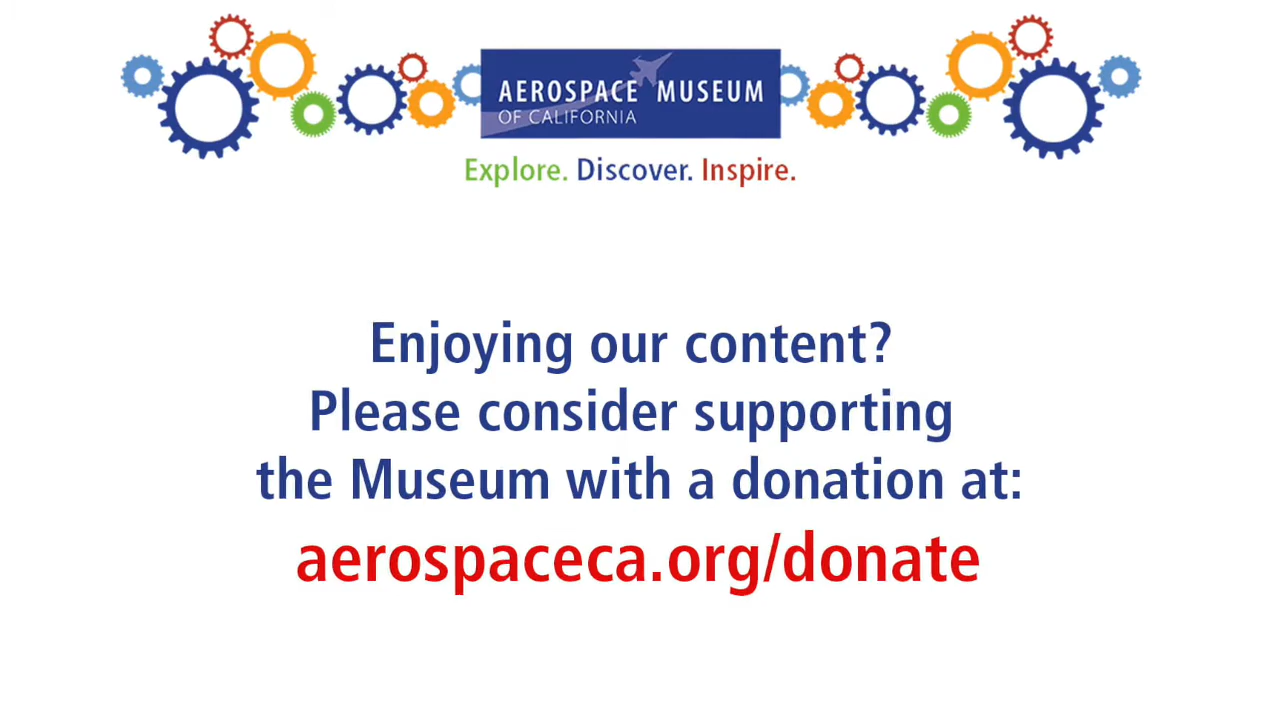 AEROSPACE MUSEUM
OF CALIFORNIA
Explore. Discover. Inspire.
Enjoying our content?
Please consider supporting
the Museum with a donation at:
aerospaceca.org/donate